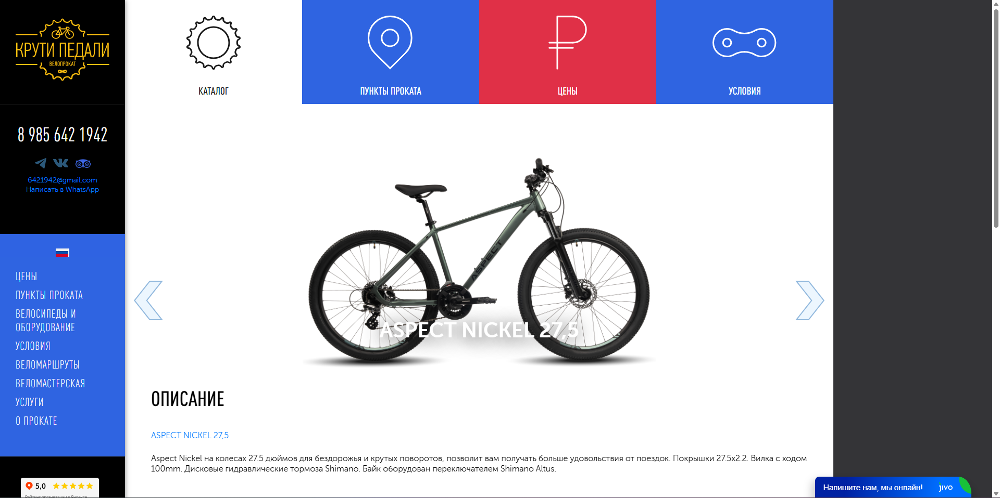 КРУТИ ПЕДАЛИ
ВЕЛОПРОКАТ
8 985 642 1942
6421942@gmail.com
Написать в WhatsApp
ЦЕНЫ
ПУНКТЫ ПРОКАТА
ВЕЛОСИПЕДЫ И
ОБОРУДОВАНИЕ
УСЛОВИЯ
ВЕЛОМАРШРУТЫ
ВЕЛОМАСТЕРСКАЯ
УСЛУГИ
О ПРОКАТЕ
5,0
Рейтинг организации в Яндексе
КАТАЛОГ
ПУНКТЫ ПРОКАТА
ЦЕНЫ
УСЛОВИЯ
ASPECT
ASPECT NICKEL 27,5
ОПИСАНИЕ
ASPECT NICKEL 27,5
Aspect Nickel на колесах 27.5 дюймов для бездорожья и крутых поворотов, позволит вам получать больше удовольствия от поездок. Покрышки 27.5x2.2. Вилка с ходом
100mm. Дисковые гидравлические тормоза Shimano. Байк оборудован переключателем Shimano Altus.
Напишите нам, мы онлайн!
jivo